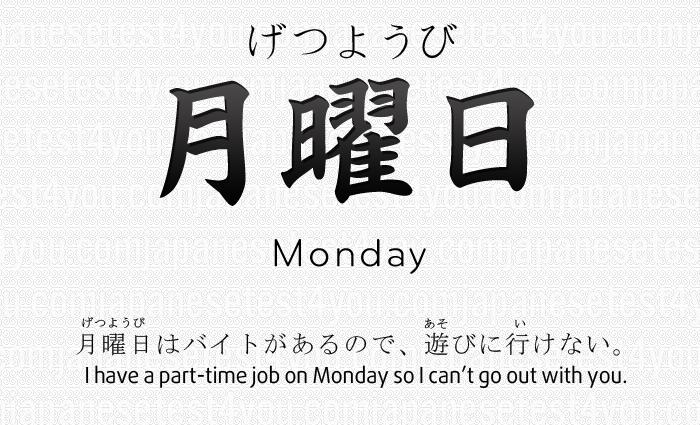 げつようび
月曜日
Monday
げつようび あそ い
月曜日はバイトがあるので、遊びに行けない。
I have a part-time job on Monday so I can't go out with you.